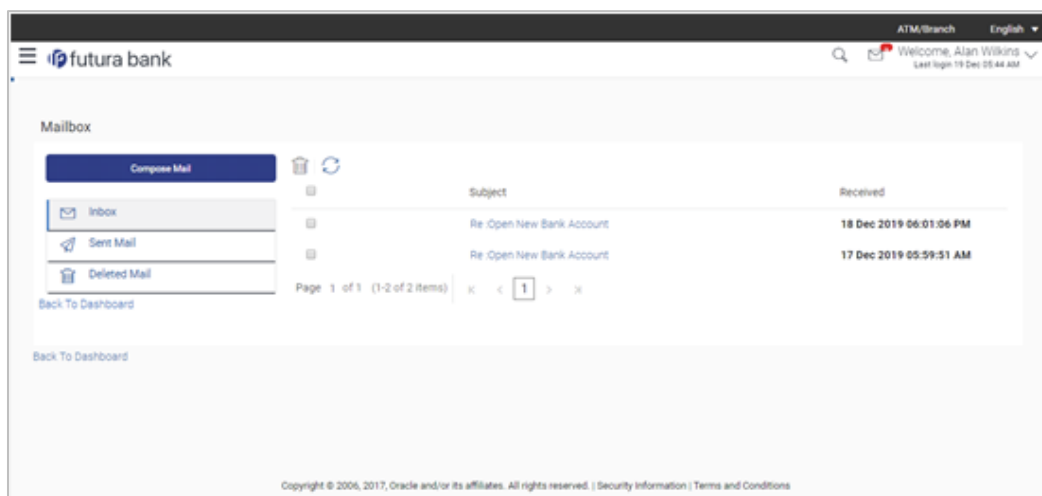 ATM/Branch English
futura bank
Welcome, Alan Wilkins
Last login 19 Dec 05:44 AM
Mailbox
Compose Mail
Subject Received
Inbox
Re :Open New Bank Account 18 Dec 2019 06:01:06 PM
Sent Mail
Re :Open New Bank Account 17 Dec 2019 05:59:51 AM
Deleted Mail
Page 1 of 1 (1-2 of 2 items) 1
Back To Dashboard
Back To Dashboard
Copyright © 2006, 2017, Oracle and/or its affiliates. All rights reserved. | Security Information | Terms and Conditions